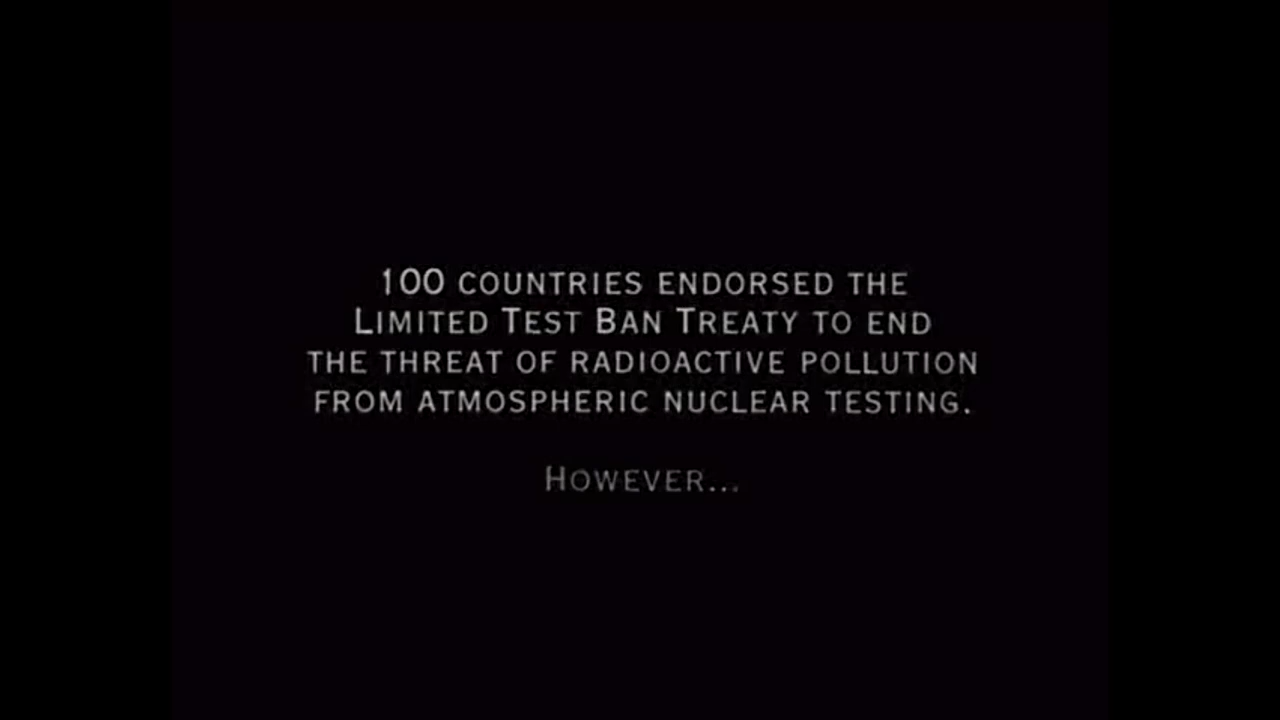 100 COUNTRIES ENDORSED THE
LIMITED TEST BAN TREATY TO END
THE THREAT OF RADIOACTIVE POLLUTION
FROM ATMOSPHERIC NUCLEAR TESTING.
HOWEVER...